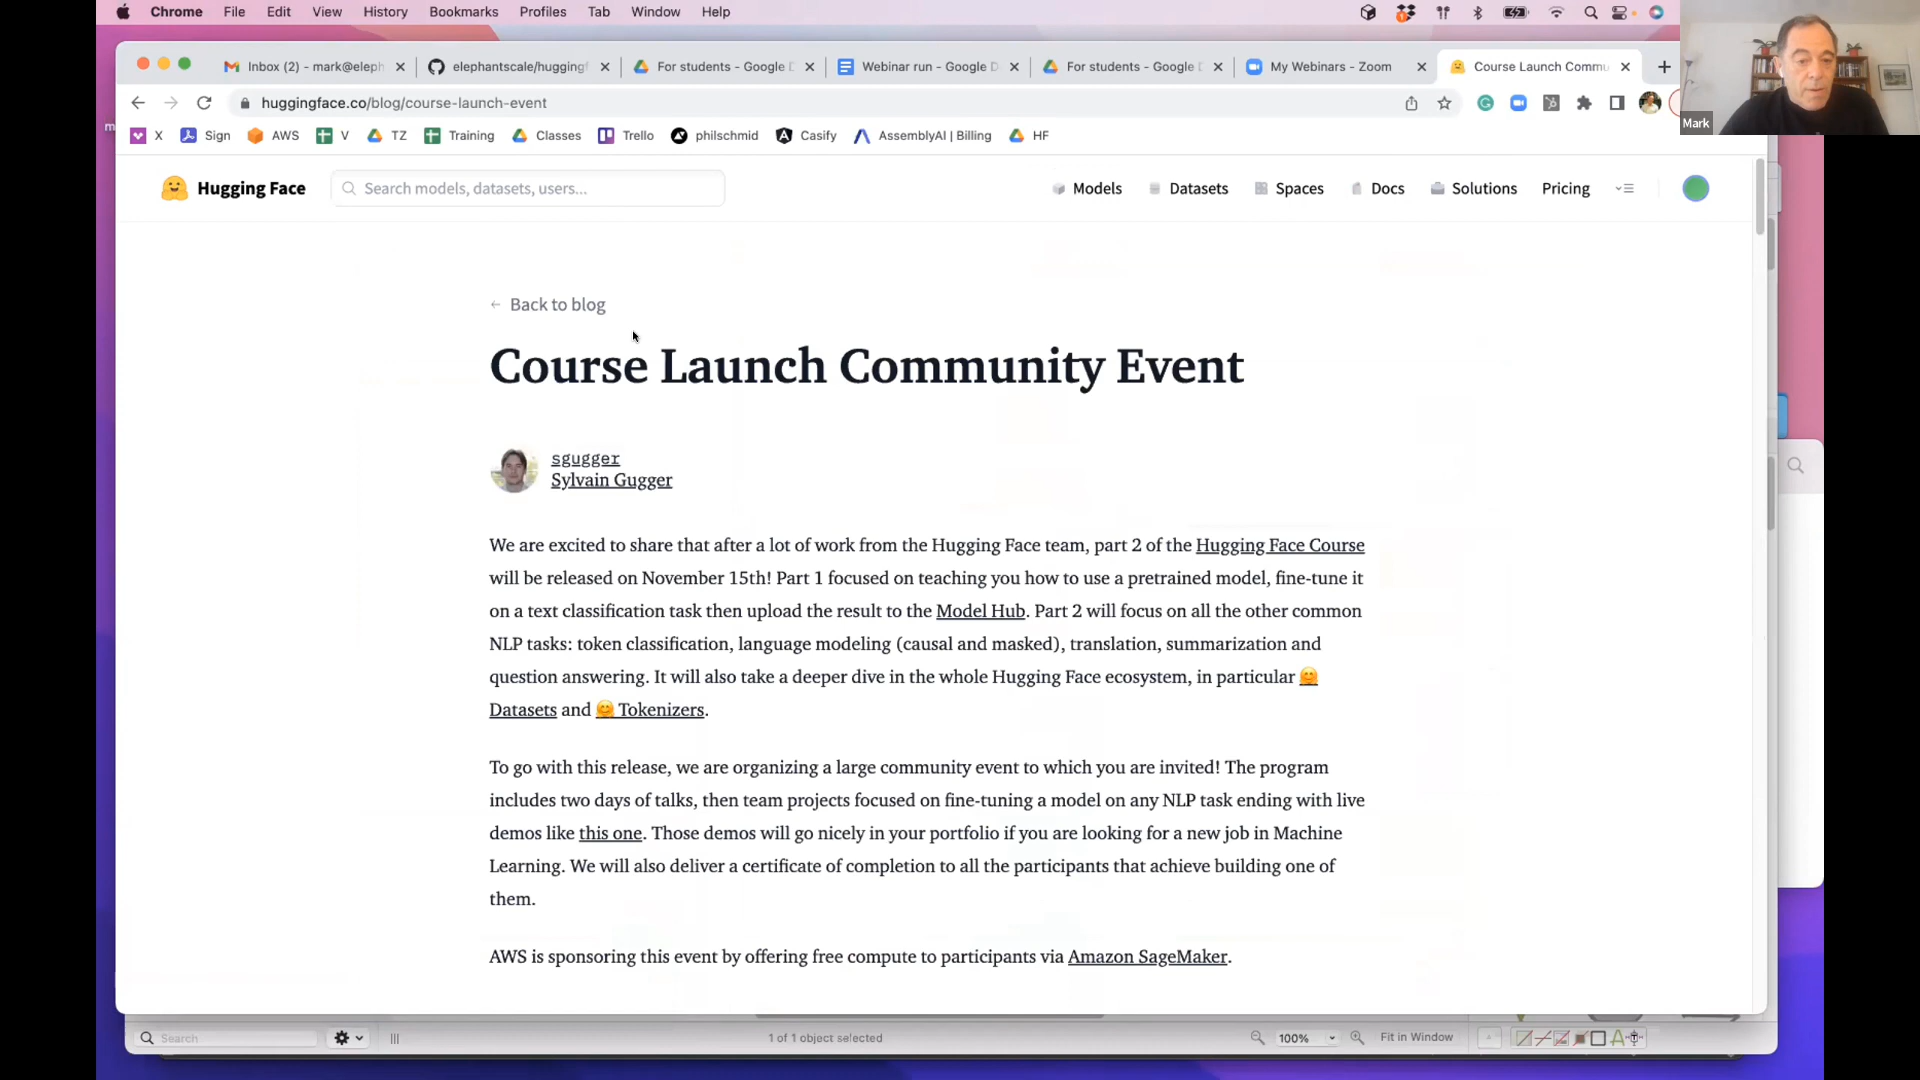 Chrome File Edit View History Bookmarks Profiles Tab Window Help
Inbox (2) - mark@eleph
elephantscale/huggingf
For students - Google D
Webinar run - Google D
For students - Google D
My Webinars - Zoom
Course Launch Commu
huggingface.co/blog/course-launch-event
X Sign AWS V TZ Training Classes Trello philschmid Casify AssemblyAI | Billing HF
Mark
Hugging Face
Search models, datasets, users...
Models Datasets Spaces Docs Solutions Pricing
← Back to blog
Course Launch Community Event
sgugger
Sylvain Gugger
We are excited to share that after a lot of work from the Hugging Face team, part 2 of the Hugging Face Course
will be released on November 15th! Part 1 focused on teaching you how to use a pretrained model, fine-tune it
on a text classification task then upload the result to the Model Hub. Part 2 will focus on all the other common
NLP tasks: token classification, language modeling (causal and masked), translation, summarization and
question answering. It will also take a deeper dive in the whole Hugging Face ecosystem, in particular 🤗
Datasets and 🤗 Tokenizers.
To go with this release, we are organizing a large community event to which you are invited! The program
includes two days of talks, then team projects focused on fine-tuning a model on any NLP task ending with live
demos like this one. Those demos will go nicely in your portfolio if you are looking for a new job in Machine
Learning. We will also deliver a certificate of completion to all the participants that achieve building one of
them.
AWS is sponsoring this event by offering free compute to participants via Amazon SageMaker.
Search
1 of 1 object selected
100%
Fit in Window